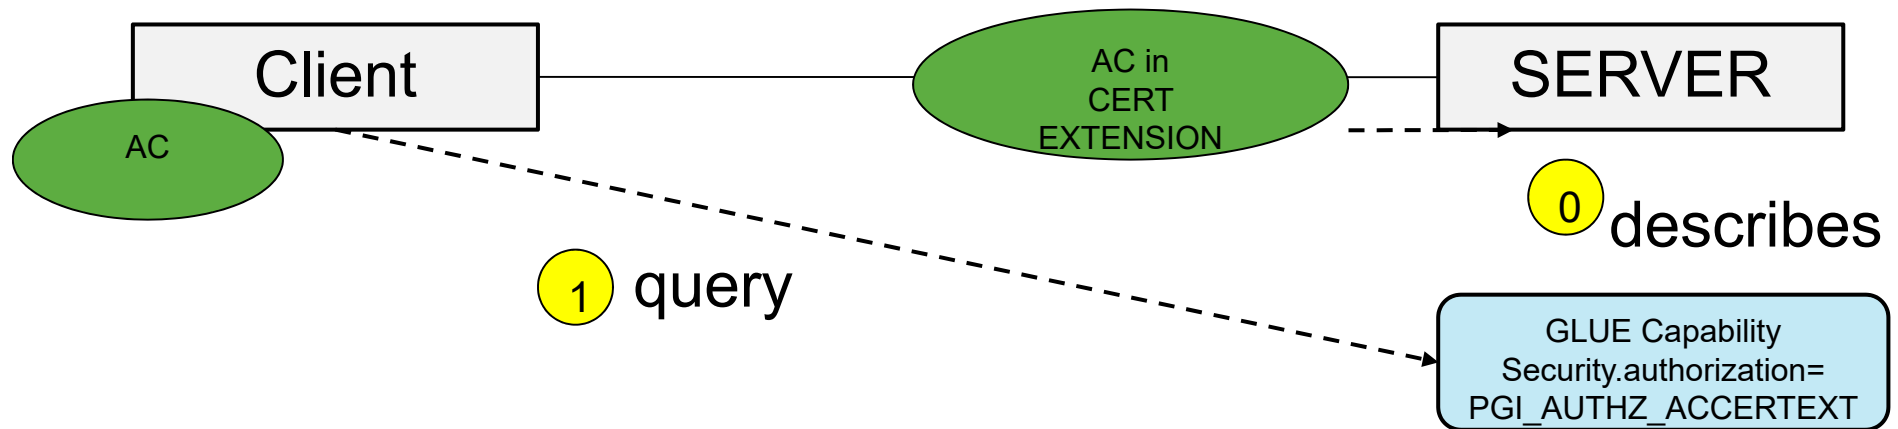 Client
AC
AC in
CERT
EXTENSION
SERVER
0
describes
1
query
GLUE Capability
Security.authorization=
PGI_AUTHZ_ACCERTEXT